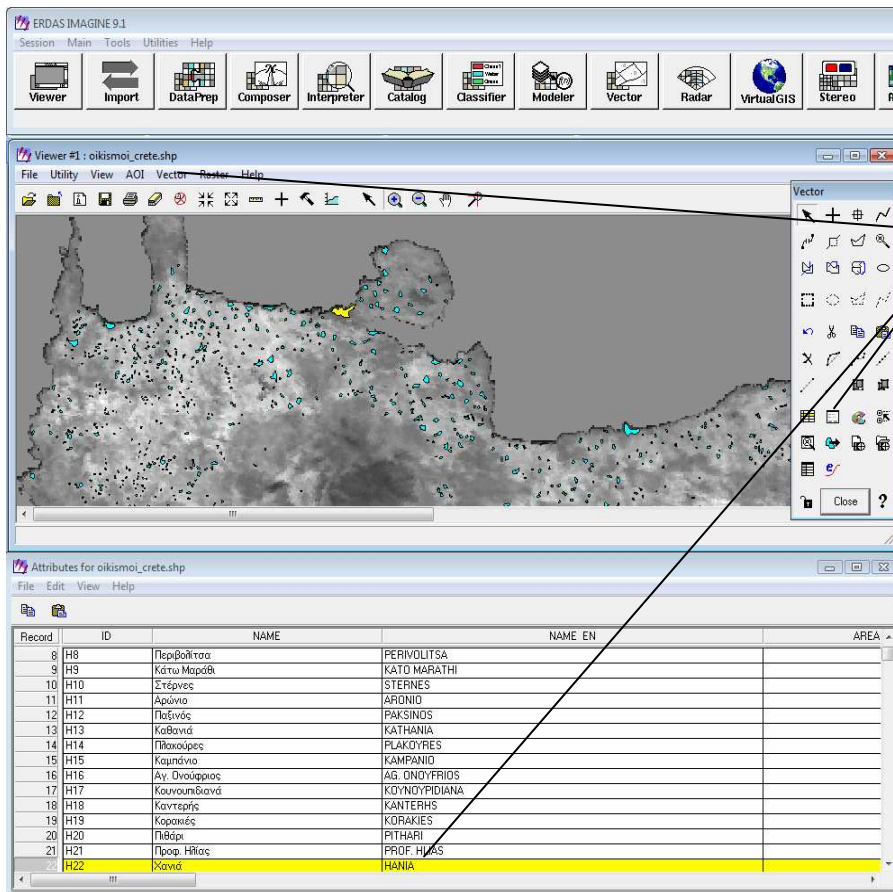 ERDAS IMAGINE 9.1
Session Main Tools Utilities Help
Viewer Import DataPrep Composer Interpreter Catalog Classifier Modeler Vector Radar VirtualGIS Stereo
Viewer #1 : oikismoi_crete.shp
File Utility View AOI Vector Raster Help
Vector
Close ?
Attributes for oikismoi_crete.shp
File Edit View Help
Record ID NAME NAME_EN AREA
8 H8 Περιβολίτσα PERIVOLITSA
9 H9 Κάτω Μαράθι KATO MARATHI
10 H10 Στέρνες STERNES
11 H11 Αρώνιο ARONIO
12 H12 Παξινός PAKSINOS
13 H13 Καθανιά KATHANIA
14 H14 Πλακούρες PLAKOYRES
15 H15 Καμπάνιο KAMPANIO
16 H16 Αγ. Ονούφριος AG. ONOYFRIOS
17 H17 Κουνουπιδιανά KOYNOYPIDIANA
18 H18 Καντερής KANTERHS
19 H19 Κορακιές KORAKIES
20 H20 Πιθάρι PITHARI
21 H21 Προφ. Ηλίας PROF. HLIAS
22 H22 Χανιά HANIA